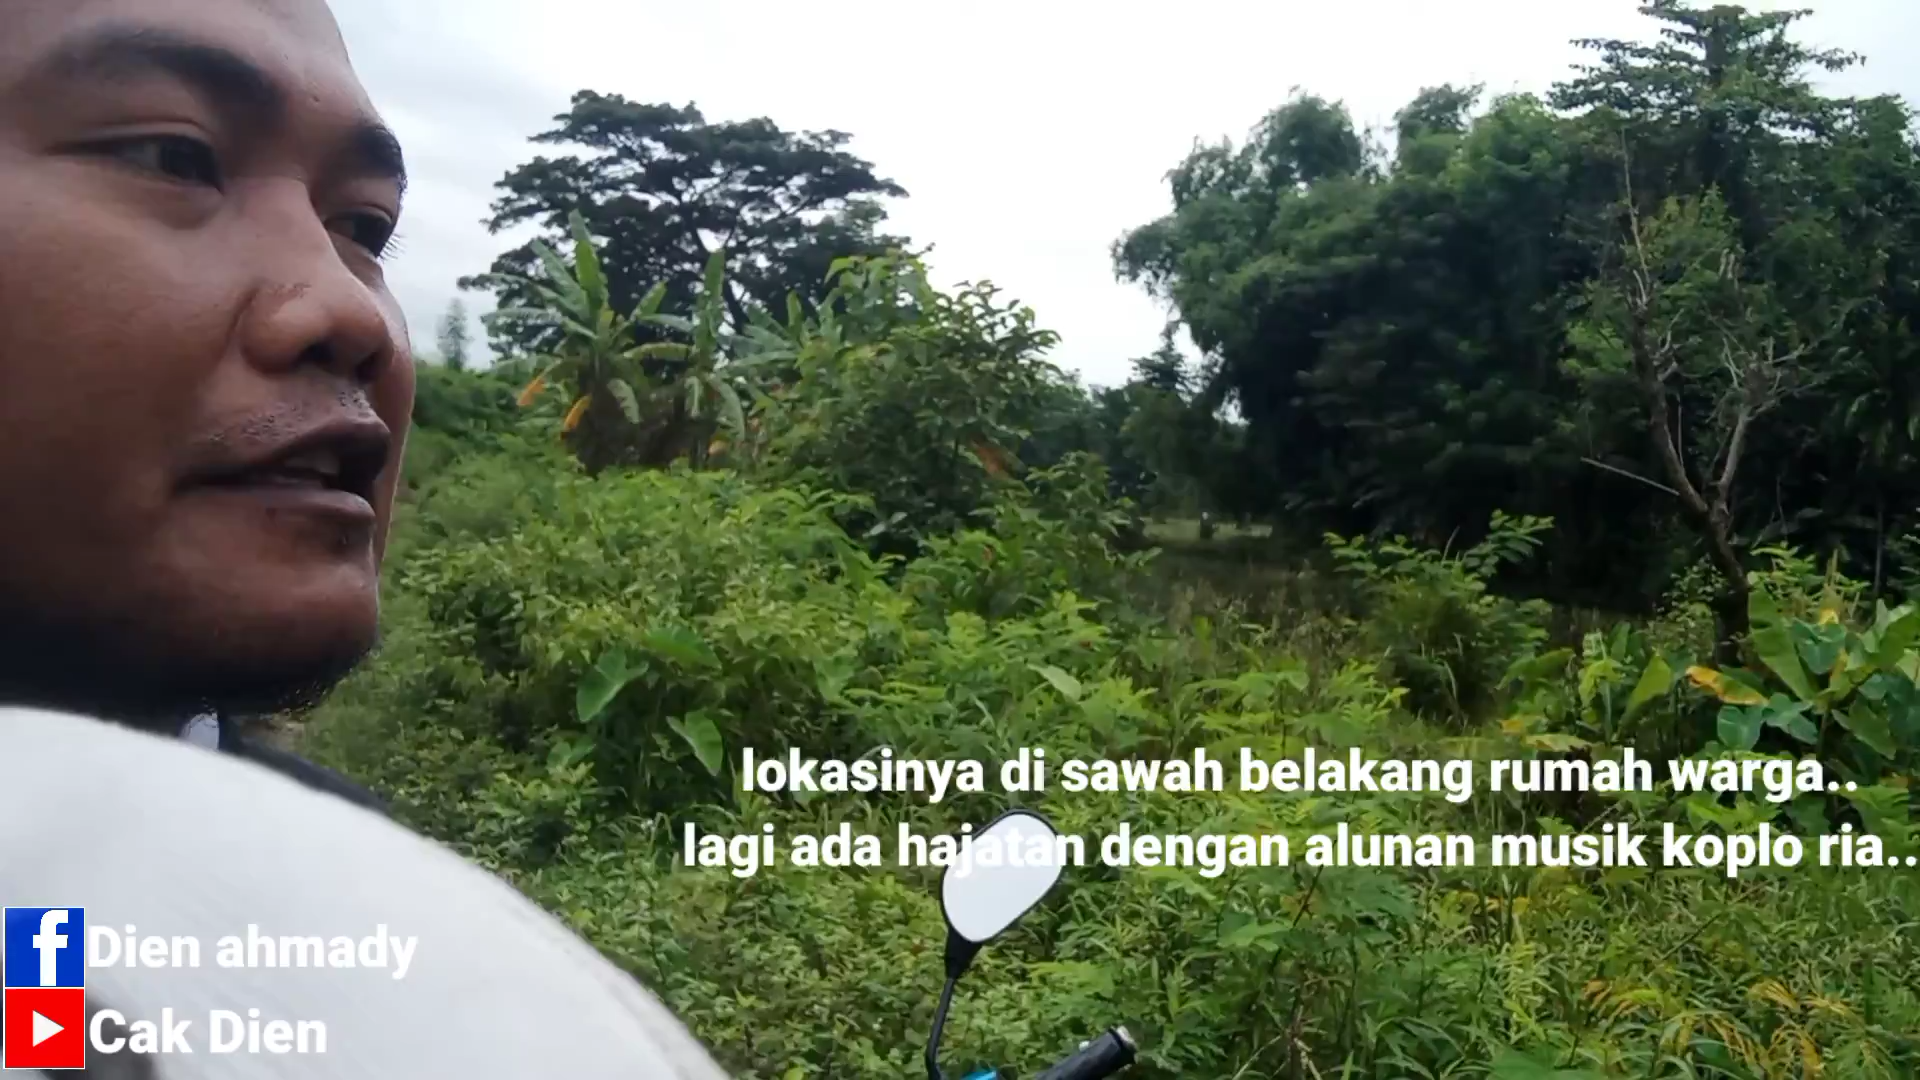 lokasinya di sawah belakang rumah warga..
lagi ada hajatan dengan alunan musik koplo ria..
Dien ahmady
Cak Dien